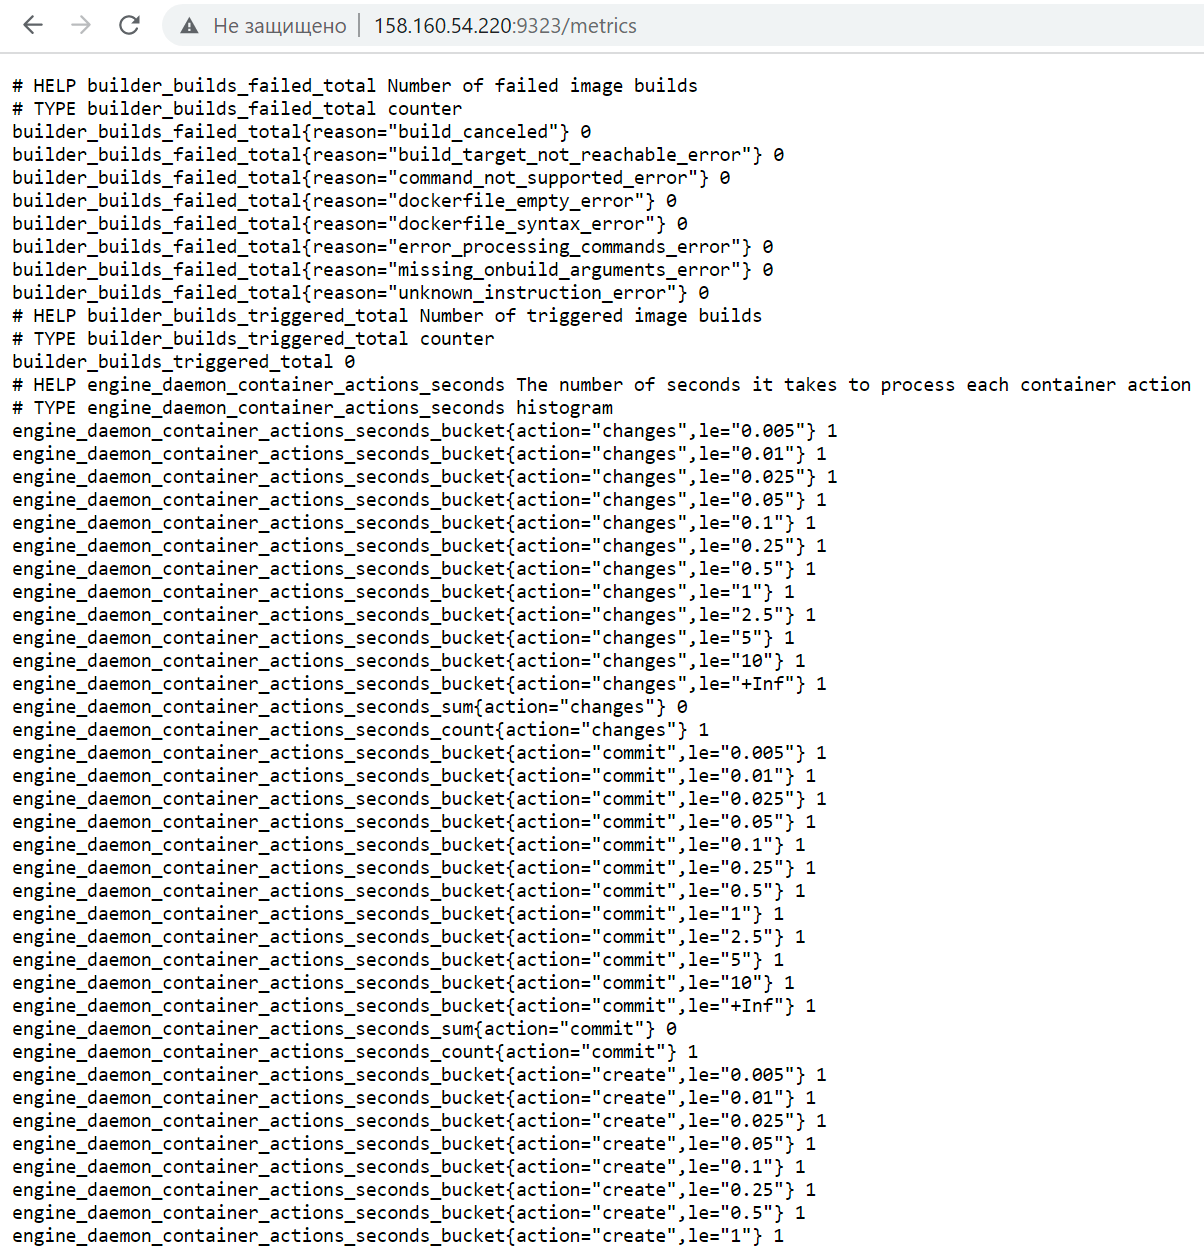 Не защищено 158.160.54.220:9323/metrics
# HELP builder_builds_failed_total Number of failed image builds
# TYPE builder_builds_failed_total counter
builder_builds_failed_total{reason="build_canceled"} 0
builder_builds_failed_total{reason="build_target_not_reachable_error"} 0
builder_builds_failed_total{reason="command_not_supported_error"} 0
builder_builds_failed_total{reason="dockerfile_empty_error"} 0
builder_builds_failed_total{reason="dockerfile_syntax_error"} 0
builder_builds_failed_total{reason="error_processing_commands_error"} 0
builder_builds_failed_total{reason="missing_onbuild_arguments_error"} 0
builder_builds_failed_total{reason="unknown_instruction_error"} 0
# HELP builder_builds_triggered_total Number of triggered image builds
# TYPE builder_builds_triggered_total counter
builder_builds_triggered_total 0
# HELP engine_daemon_container_actions_seconds The number of seconds it takes to process each container action
# TYPE engine_daemon_container_actions_seconds histogram
engine_daemon_container_actions_seconds_bucket{action="changes",le="0.005"} 1
engine_daemon_container_actions_seconds_bucket{action="changes",le="0.01"} 1
engine_daemon_container_actions_seconds_bucket{action="changes",le="0.025"} 1
engine_daemon_container_actions_seconds_bucket{action="changes",le="0.05"} 1
engine_daemon_container_actions_seconds_bucket{action="changes",le="0.1"} 1
engine_daemon_container_actions_seconds_bucket{action="changes",le="0.25"} 1
engine_daemon_container_actions_seconds_bucket{action="changes",le="0.5"} 1
engine_daemon_container_actions_seconds_bucket{action="changes",le="1"} 1
engine_daemon_container_actions_seconds_bucket{action="changes",le="2.5"} 1
engine_daemon_container_actions_seconds_bucket{action="changes",le="5"} 1
engine_daemon_container_actions_seconds_bucket{action="changes",le="10"} 1
engine_daemon_container_actions_seconds_bucket{action="changes",le="+Inf"} 1
engine_daemon_container_actions_seconds_sum{action="changes"} 0
engine_daemon_container_actions_seconds_count{action="changes"} 1
engine_daemon_container_actions_seconds_bucket{action="commit",le="0.005"} 1
engine_daemon_container_actions_seconds_bucket{action="commit",le="0.01"} 1
engine_daemon_container_actions_seconds_bucket{action="commit",le="0.025"} 1
engine_daemon_container_actions_seconds_bucket{action="commit",le="0.05"} 1
engine_daemon_container_actions_seconds_bucket{action="commit",le="0.1"} 1
engine_daemon_container_actions_seconds_bucket{action="commit",le="0.25"} 1
engine_daemon_container_actions_seconds_bucket{action="commit",le="0.5"} 1
engine_daemon_container_actions_seconds_bucket{action="commit",le="1"} 1
engine_daemon_container_actions_seconds_bucket{action="commit",le="2.5"} 1
engine_daemon_container_actions_seconds_bucket{action="commit",le="5"} 1
engine_daemon_container_actions_seconds_bucket{action="commit",le="10"} 1
engine_daemon_container_actions_seconds_bucket{action="commit",le="+Inf"} 1
engine_daemon_container_actions_seconds_sum{action="commit"} 0
engine_daemon_container_actions_seconds_count{action="commit"} 1
engine_daemon_container_actions_seconds_bucket{action="create",le="0.005"} 1
engine_daemon_container_actions_seconds_bucket{action="create",le="0.01"} 1
engine_daemon_container_actions_seconds_bucket{action="create",le="0.025"} 1
engine_daemon_container_actions_seconds_bucket{action="create",le="0.05"} 1
engine_daemon_container_actions_seconds_bucket{action="create",le="0.1"} 1
engine_daemon_container_actions_seconds_bucket{action="create",le="0.25"} 1
engine_daemon_container_actions_seconds_bucket{action="create",le="0.5"} 1
engine_daemon_container_actions_seconds_bucket{action="create",le="1"} 1